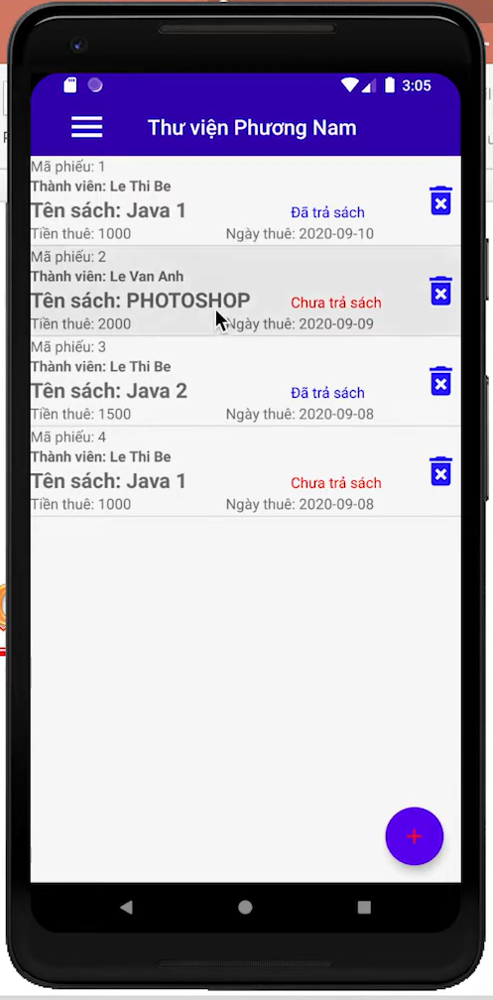 3:05
Thư viện Phương Nam
Mã phiếu: 1
Thành viên: Le Thi Be
Tên sách: Java 1
Đã trả sách
Tiền thuê: 1000
Ngày thuê: 2020-09-10
Mã phiếu: 2
Thành viên: Le Van Anh
Tên sách: PHOTOSHOP
Chưa trả sách
Tiền thuê: 2000
Ngày thuê: 2020-09-09
Mã phiếu: 3
Thành viên: Le Thi Be
Tên sách: Java 2
Đã trả sách
Tiền thuê: 1500
Ngày thuê: 2020-09-08
Mã phiếu: 4
Thành viên: Le Thi Be
Tên sách: Java 1
Chưa trả sách
Tiền thuê: 1000
Ngày thuê: 2020-09-08